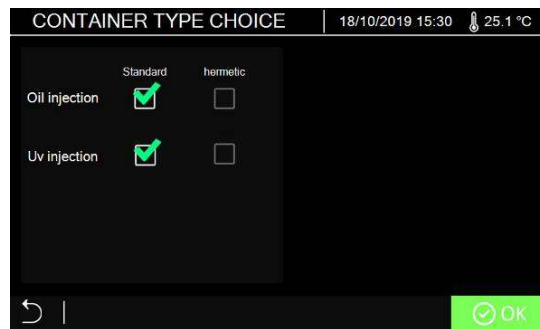 CONTAINER TYPE CHOICE 18/10/2019 15:30 25.1 °C
Standard hermetic
Oil injection
Uv injection
OK